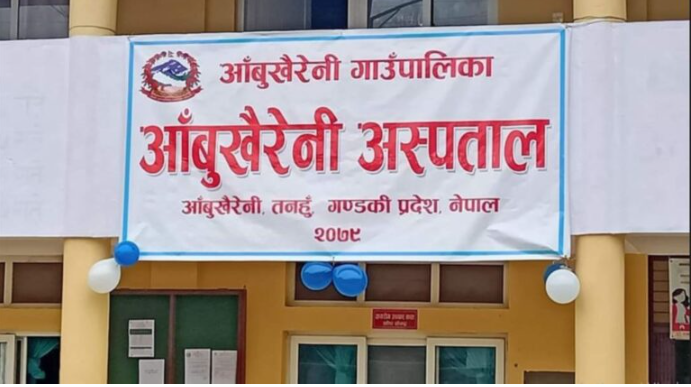 आँबुखैरेनी गाउँपालिका
आँबुखैरेनी अस्पताल
आँबुखैरेनी, तनहुँ, गण्डकी प्रदेश, नेपाल
२०७९